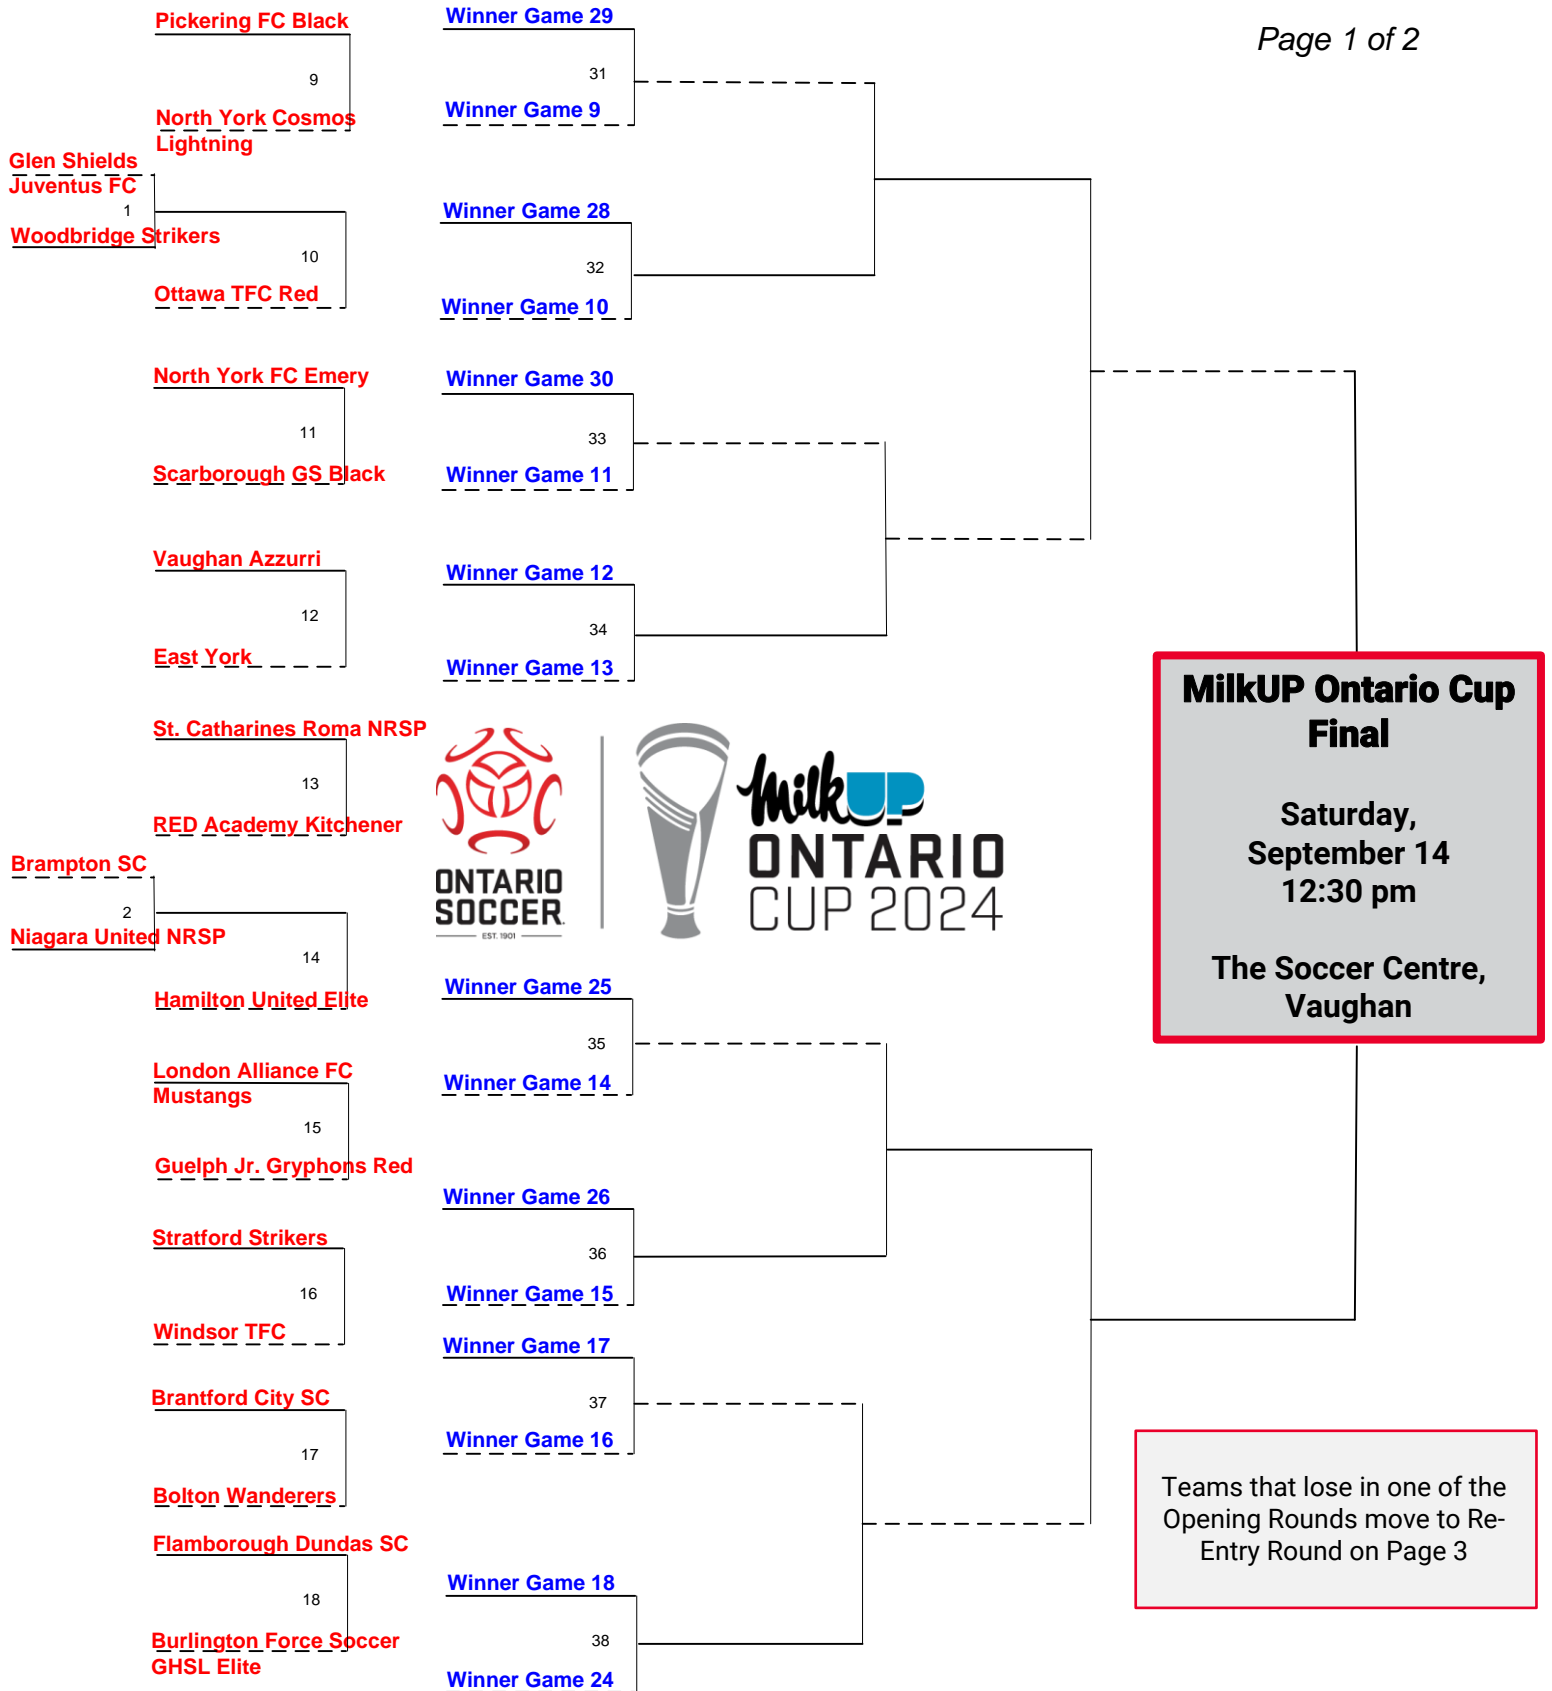 Pickering FC Black
Winner Game 29
Page 1 of 2
9
31
North York Cosmos
Lightning
Winner Game 9
Glen Shields
Juventus FC
1
Woodbridge Strikers
Winner Game 28
10
32
Ottawa TFC Red
Winner Game 10
North York FC Emery
Winner Game 30
11
33
Scarborough GS Black
Winner Game 11
Vaughan Azzurri
Winner Game 12
12
34
East York
Winner Game 13
MilkUP Ontario Cup
Final
Saturday,
September 14
12:30 pm
The Soccer Centre,
Vaughan
St. Catharines Roma NRSP
13
RED Academy Kitchener
ONTARIO
SOCCER
EST. 1901
MilkUP
ONTARIO
CUP 2024
Brampton SC
2
Niagara United NRSP
14
Hamilton United Elite
Winner Game 25
35
London Alliance FC
Mustangs
Winner Game 14
15
Guelph Jr. Gryphons Red
Winner Game 26
Stratford Strikers
36
16
Winner Game 15
Windsor TFC
Winner Game 17
Brantford City SC
37
17
Winner Game 16
Bolton Wanderers
Teams that lose in one of the
Opening Rounds move to Re-
Entry Round on Page 3
Flamborough Dundas SC
Winner Game 18
18
38
Burlington Force Soccer
GHSL Elite
Winner Game 24